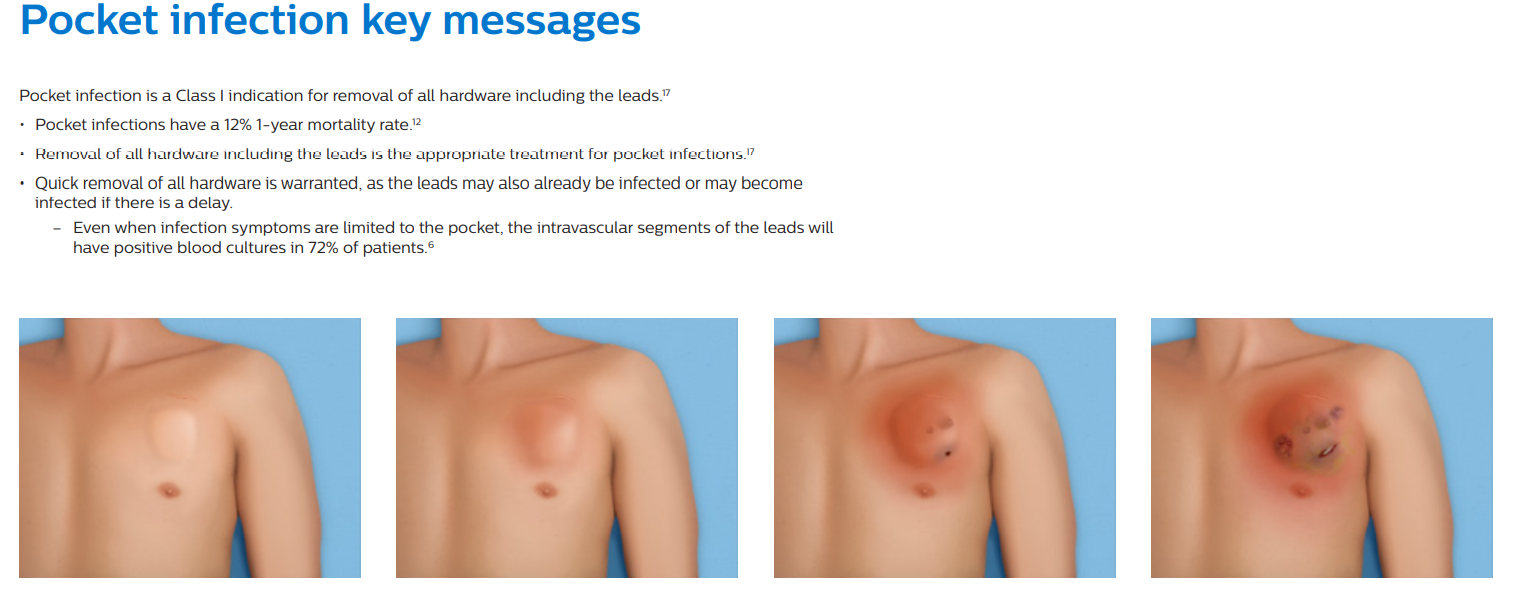 Pocket infection key messages
Pocket infection is a Class I indication for removal of all hardware including the leads.17
• Pocket infections have a 12% 1-year mortality rate.12
• Removal of all hardware including the leads is the appropriate treatment for pocket infections.17
• Quick removal of all hardware is warranted, as the leads may also already be infected or may become
infected if there is a delay.
– Even when infection symptoms are limited to the pocket, the intravascular segments of the leads will
have positive blood cultures in 72% of patients.6